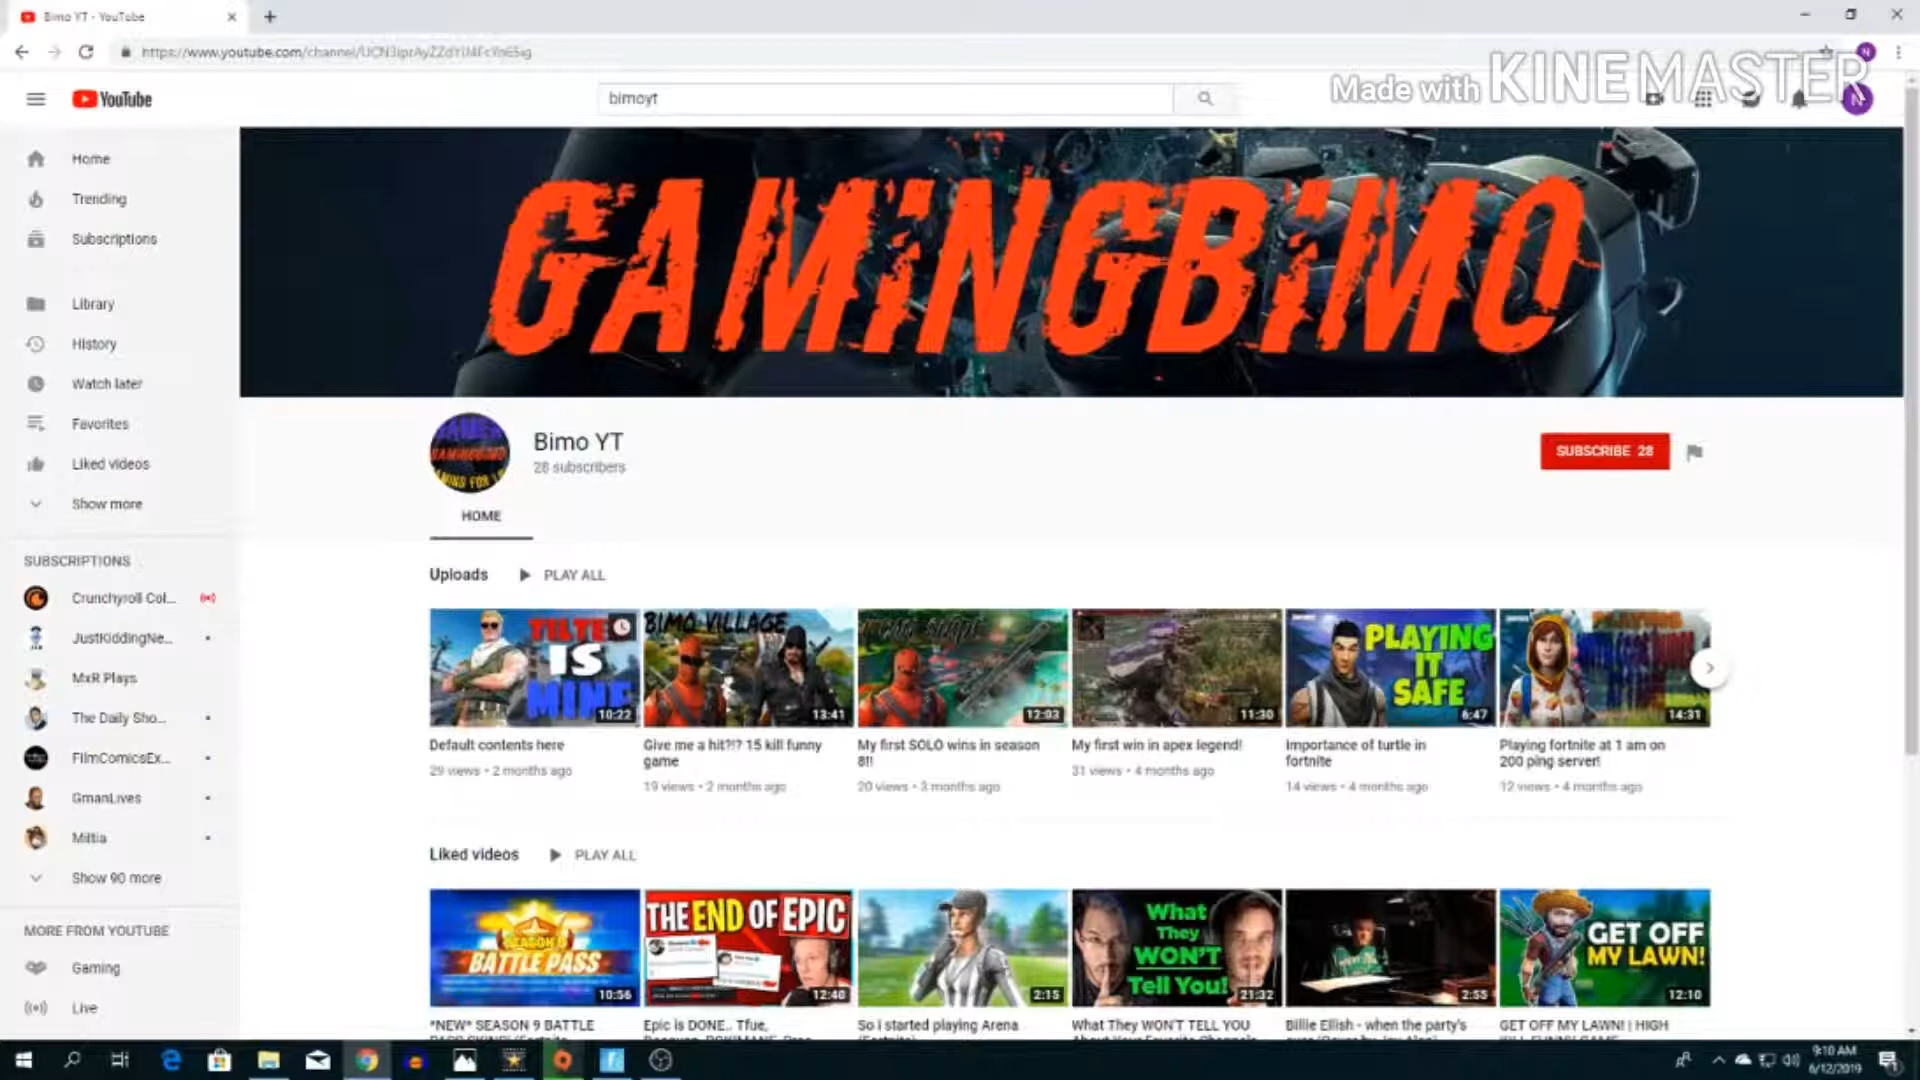 Bimo YT - YouTube
Made with KINEMASTER
YouTube
bimoyt
N
Home
Trending
Subscriptions
Library
History
Watch later
Favorites
Liked videos
Show more
SUBSCRIPTIONS
Crunchyroll Col...
JustKiddingNe...
MxR Plays
The Daily Sho...
FilmComicsEx...
GmanLives
Miltia
Show 90 more
MORE FROM YOUTUBE
Gaming
Live
GAMiNGBiMO
GAMINGBIMO
Bimo YT
28 subscribers
SUBSCRIBE 28
HOME
Uploads
PLAY ALL
IS
MINE
10:22
BIMO VILLAGE
13:41
12:03
11:30
PLAYING
IT
SAFE
6:47
14:31
Default contents here
29 views • 2 months ago
Give me a hit?!? 15 kill funny
game
19 views • 2 months ago
My first SOLO wins in season
8!!
20 views • 3 months ago
My first win in apex legend!
31 views • 4 months ago
Importance of turtle in
fortnite
14 views • 4 months ago
Playing fortnite at 1 am on
200 ping server!
12 views • 4 months ago
Liked videos
PLAY ALL
BATTLE PASS
10:56
THE END OF EPIC
12:40
2:15
What
They
WON'T
Tell You!
21:32
2:55
GET OFF
MY LAWN!
12:10
*NEW* SEASON 9 BATTLE
Epic is DONE.. Tfue,
So i started playing Arena
What They WON'T TELL YOU
Billie Eilish - when the party's
GET OFF MY LAWN! | HIGH
9:10 AM
6/12/2019